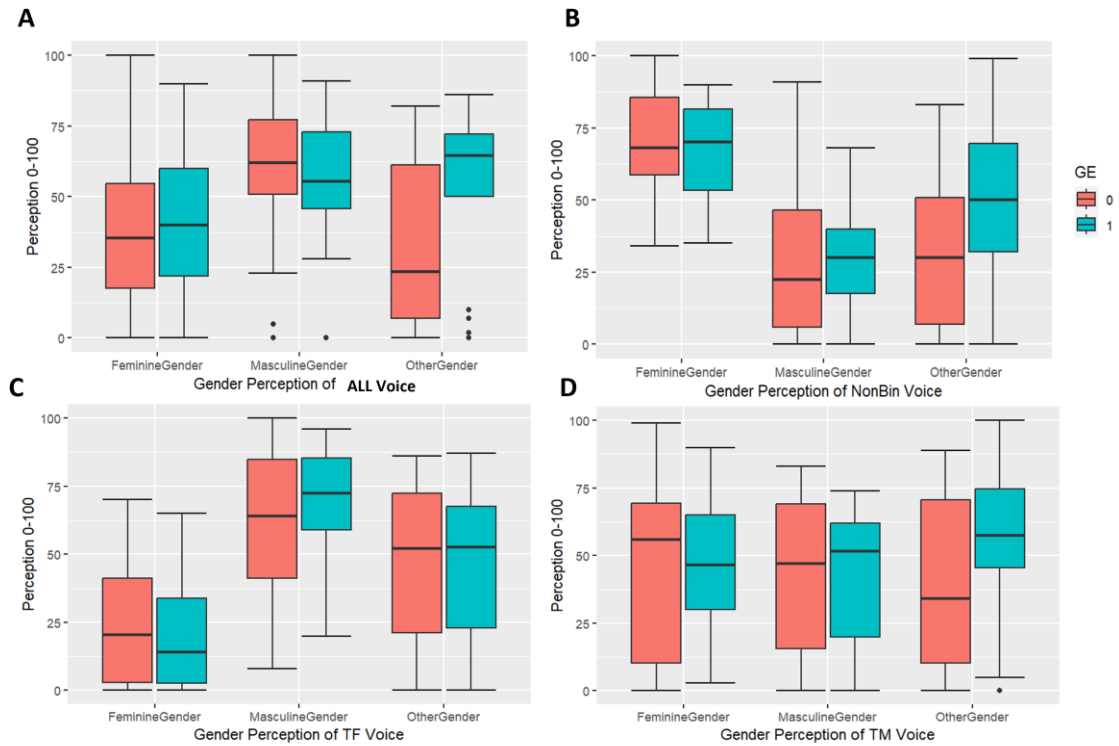 A
Perception 0-100
100
75
50
25
0
FeminineGender MasculineGender OtherGender
Gender Perception of ALL Voice
B
Perception 0-100
100
75
50
25
0
FeminineGender MasculineGender OtherGender
Gender Perception of NonBin Voice
GE
0
1
C
Perception 0-100
100
75
50
25
0
FeminineGender MasculineGender OtherGender
Gender Perception of TF Voice
D
Perception 0-100
100
75
50
25
0
FeminineGender MasculineGender OtherGender
Gender Perception of TM Voice